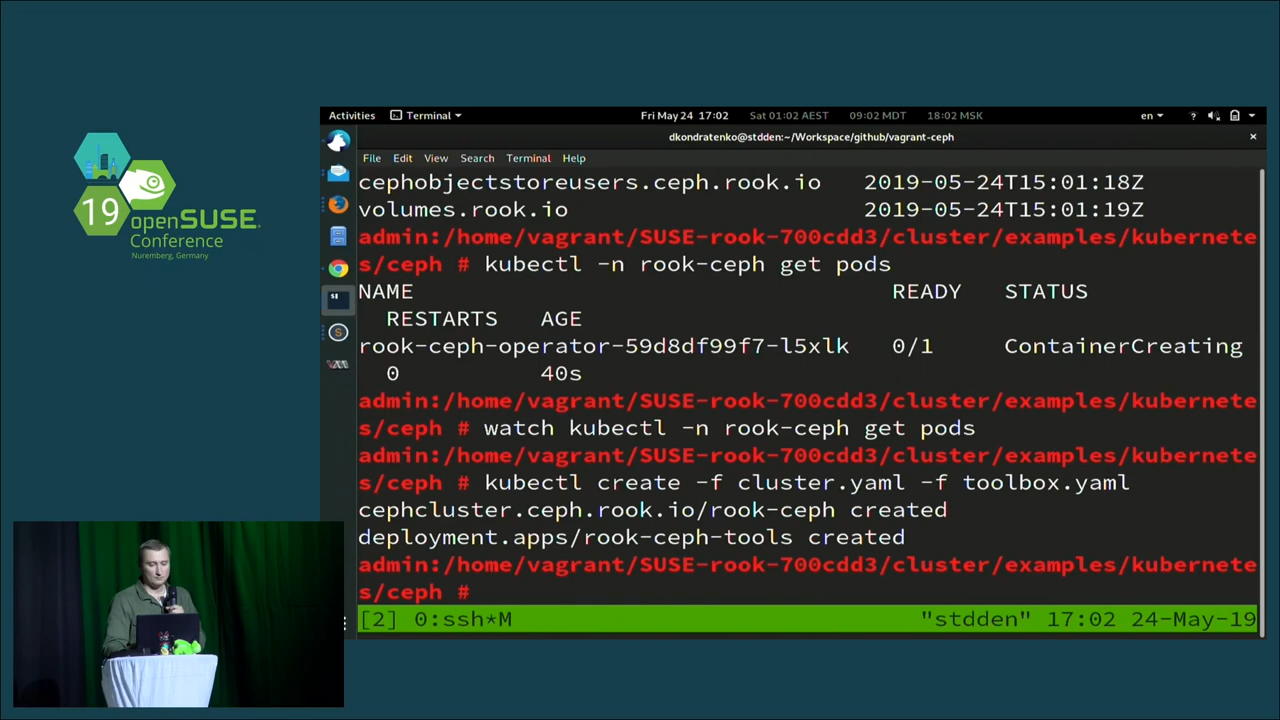 19
openSUSE
Conference
Nuremberg, Germany
Activities Terminal Fri May 24 17:02 Sat 01:02 AEST 09:02 MDT 18:02 MSK en
dkondratenko@stdden:~/Workspace/github/vagrant-ceph
File Edit View Search Terminal Help
cephobjectstoreusers.ceph.rook.io 2019-05-24T15:01:18Z
volumes.rook.io 2019-05-24T15:01:19Z
admin:/home/vagrant/SUSE-rook-700cdd3/cluster/examples/kubernete
s/ceph # kubectl -n rook-ceph get pods
NAME READY STATUS
RESTARTS AGE
rook-ceph-operator-59d8df99f7-l5xlk 0/1 ContainerCreating
0 40s
admin:/home/vagrant/SUSE-rook-700cdd3/cluster/examples/kubernete
s/ceph # watch kubectl -n rook-ceph get pods
admin:/home/vagrant/SUSE-rook-700cdd3/cluster/examples/kubernete
s/ceph # kubectl create -f cluster.yaml -f toolbox.yaml
cephcluster.ceph.rook.io/rook-ceph created
deployment.apps/rook-ceph-tools created
admin:/home/vagrant/SUSE-rook-700cdd3/cluster/examples/kubernete
s/ceph #
[2] 0:ssh*M "stdden" 17:02 24-May-19